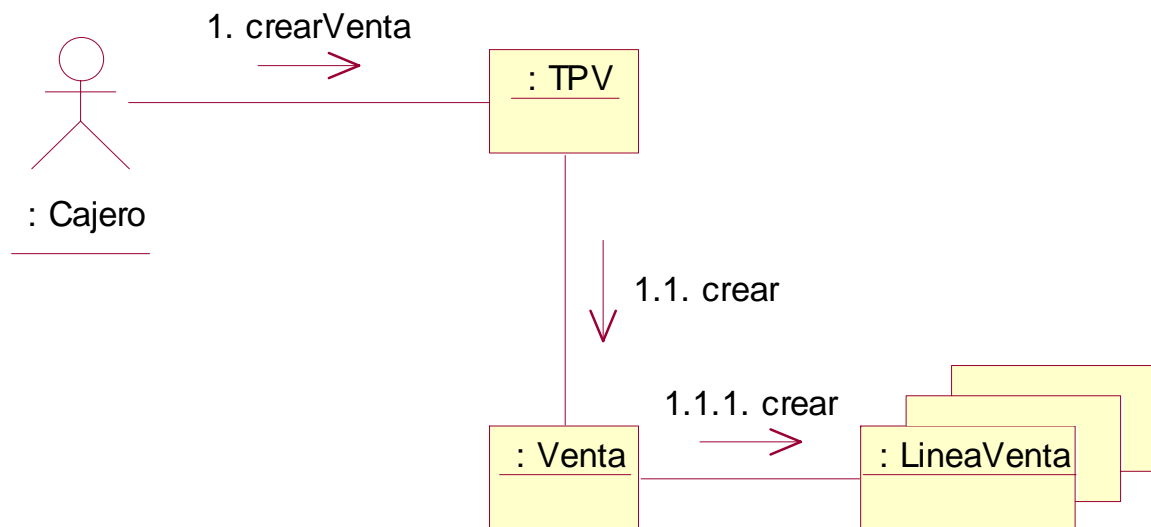 1. crearVenta
: TPV
: Cajero
1.1. crear
1.1.1. crear
: Venta
: LineaVenta